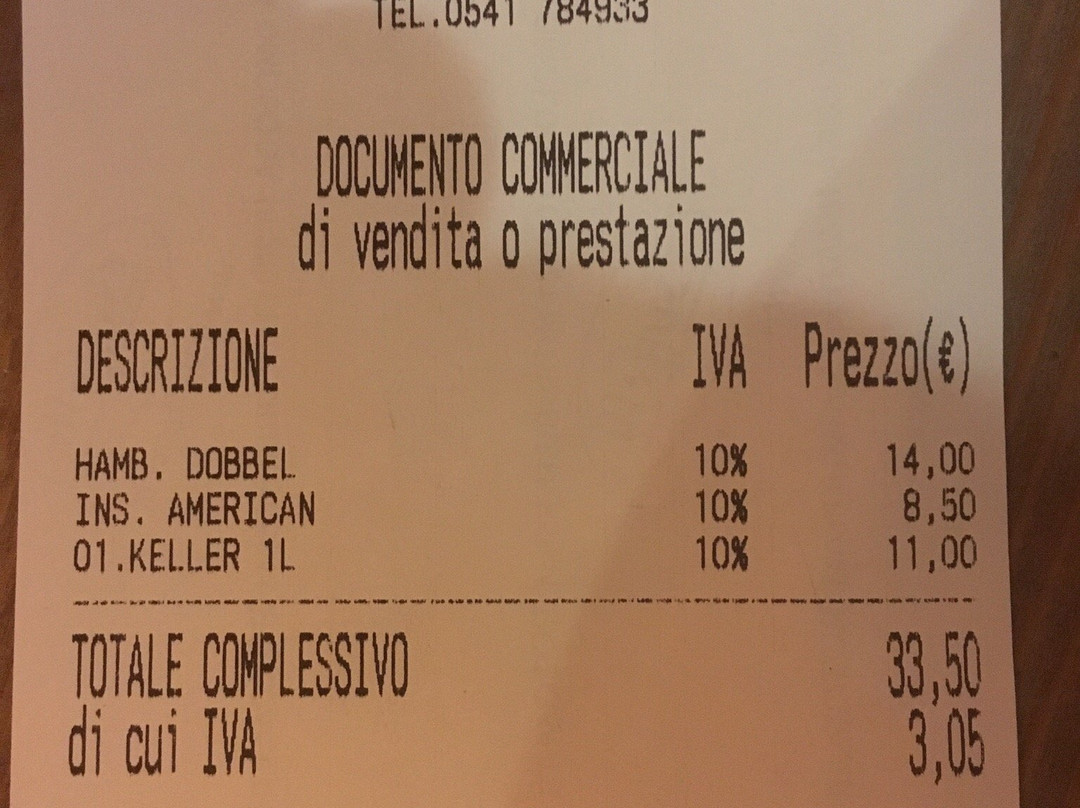 TEL.0541 784933
DOCUMENTO COMMERCIALE
di vendita o prestazione
DESCRIZIONE IVA Prezzo(€)
HAMB. DOBBEL 10% 14,00
INS. AMERICAN 10% 8,50
01.KELLER 1L 10% 11,00
TOTALE COMPLESSIVO 33,50
di cui IVA 3,05